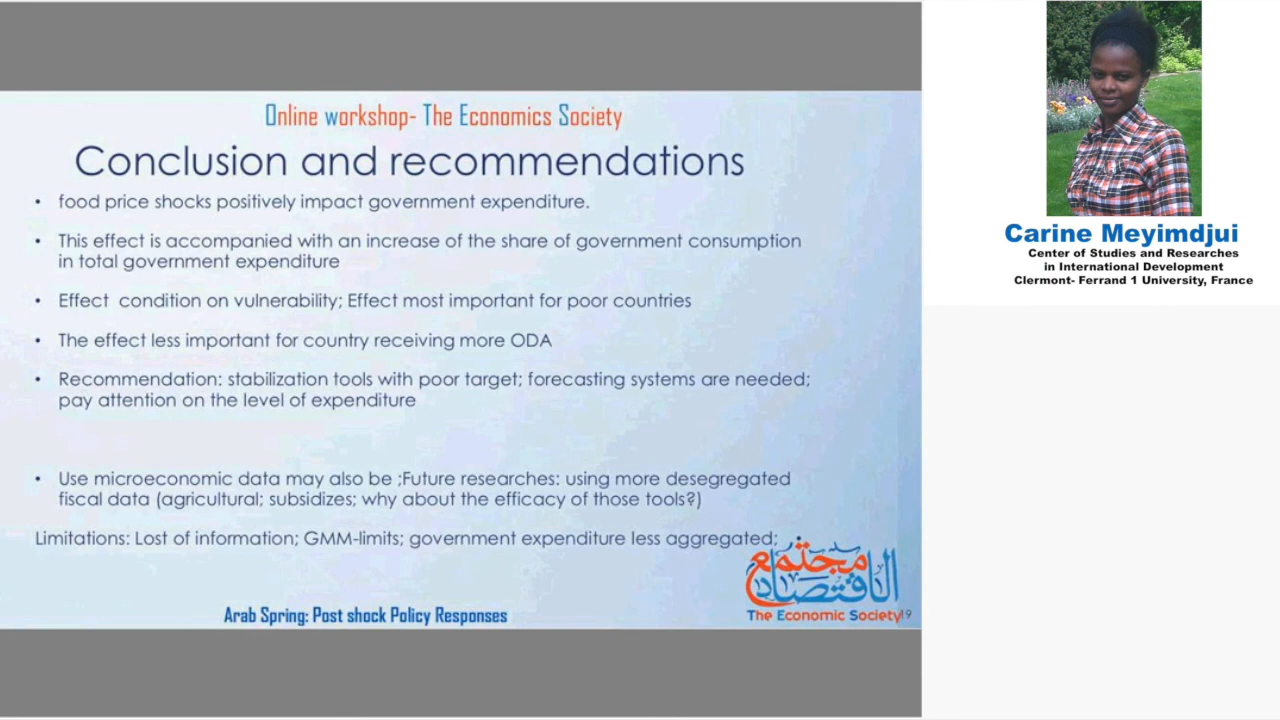 Online workshop- The Economics Society
Conclusion and recommendations
• food price shocks positively impact government expenditure.
• This effect is accompanied with an increase of the share of government consumption
in total government expenditure
• Effect condition on vulnerability; Effect most important for poor countries
• The effect less important for country receiving more ODA
• Recommendation: stabilization tools with poor target; forecasting systems are needed;
pay attention on the level of expenditure
• Use microeconomic data may also be ;Future researches: using more desegregated
fiscal data (agricultural; subsidizes; why about the efficacy of those tools?)
Limitations: Lost of information; GMM-limits; government expenditure less aggregated;
مجتمع
الاقتصاد
The Economic Society
19
Arab Spring: Post shock Policy Responses
Carine Meyimdjui
Center of Studies and Researches
in International Development
Clermont- Ferrand 1 University, France